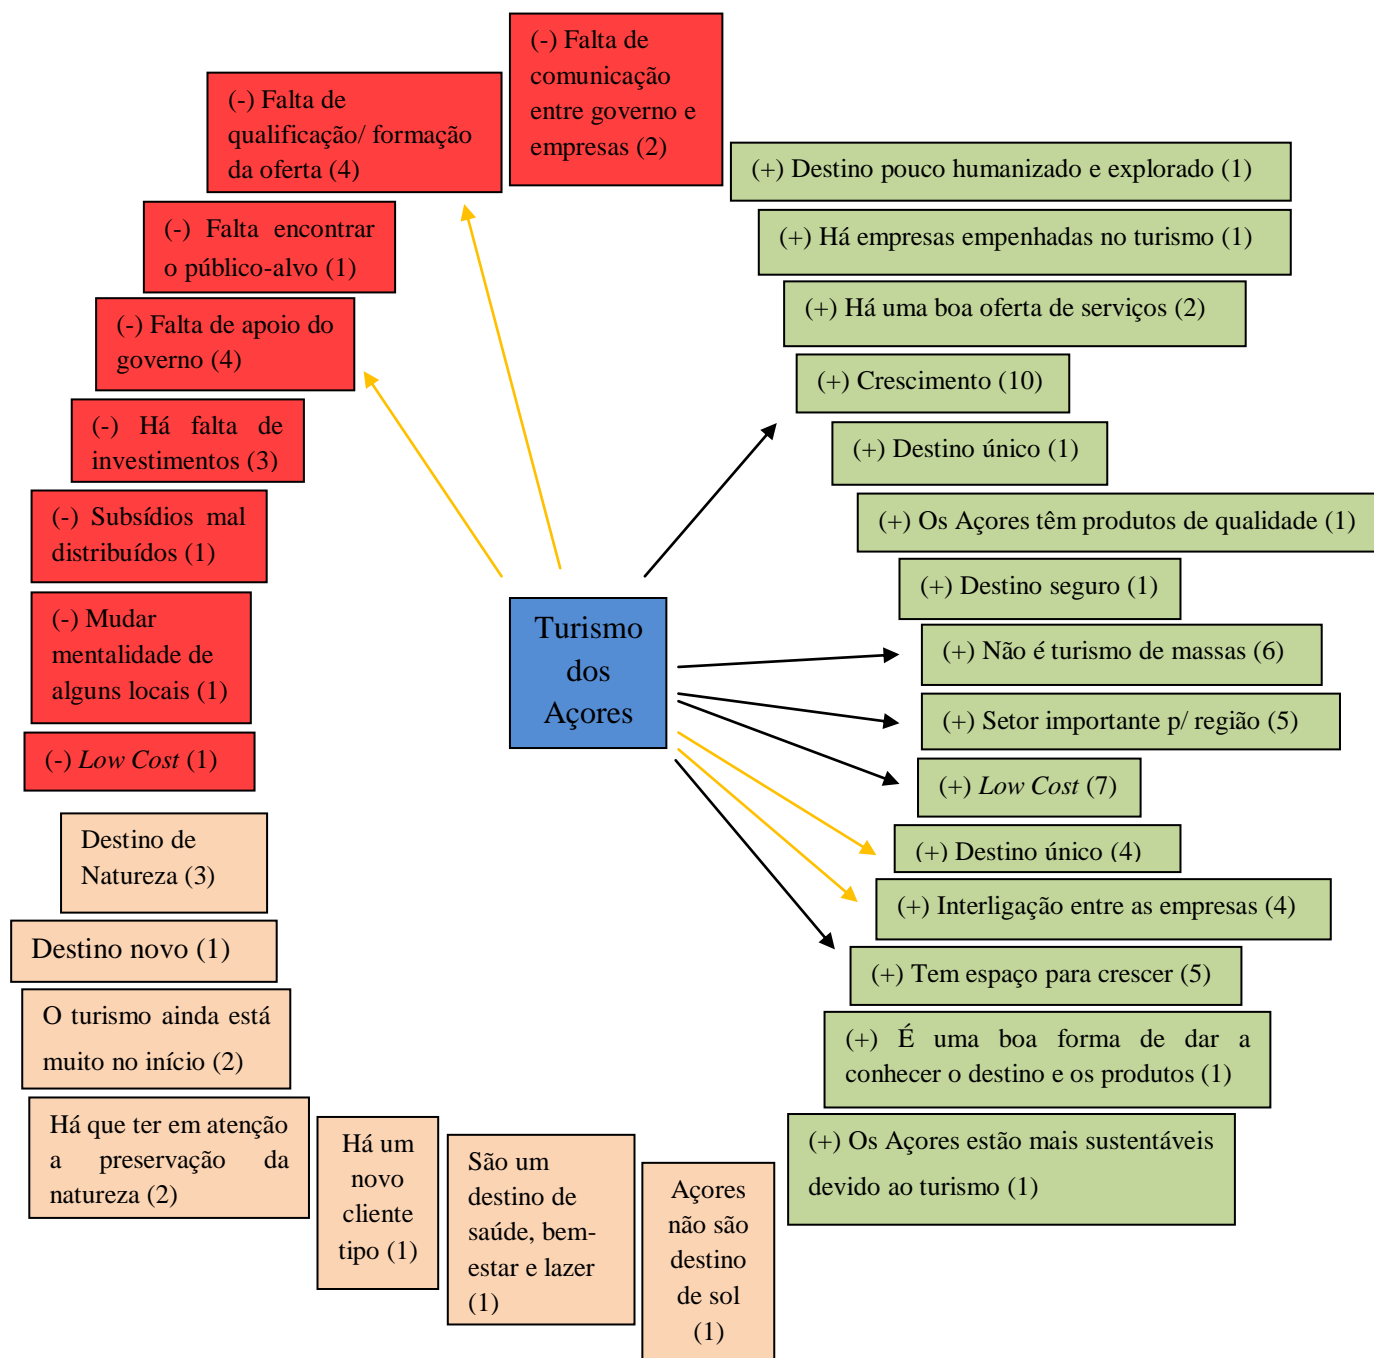 (-) Falta de
comunicação
entre governo e
empresas (2)
(-) Falta de
qualificação/ formação
da oferta (4)
(-) Falta encontrar
o público-alvo (1)
(-) Falta de apoio do
governo (4)
(-) Há falta de
investimentos (3)
(-) Subsídios mal
distribuídos (1)
(-) Mudar
mentalidade de
alguns locais (1)
(-) Low Cost (1)
Turismo
dos
Açores
(+) Destino pouco humanizado e explorado (1)
(+) Há empresas empenhadas no turismo (1)
(+) Há uma boa oferta de serviços (2)
(+) Crescimento (10)
(+) Destino único (1)
(+) Os Açores têm produtos de qualidade (1)
(+) Destino seguro (1)
(+) Não é turismo de massas (6)
(+) Setor importante p/ região (5)
(+) Low Cost (7)
(+) Destino único (4)
(+) Interligação entre as empresas (4)
(+) Tem espaço para crescer (5)
(+) É uma boa forma de dar a
conhecer o destino e os produtos (1)
(+) Os Açores estão mais sustentáveis
devido ao turismo (1)
Destino de
Natureza (3)
Destino novo (1)
O turismo ainda está
muito no início (2)
Há que ter em atenção
a preservação da
natureza (2)
Há um
novo
cliente
tipo (1)
São um
destino de
saúde, bem-
estar e lazer
(1)
Açores
não são
destino
de sol
(1)